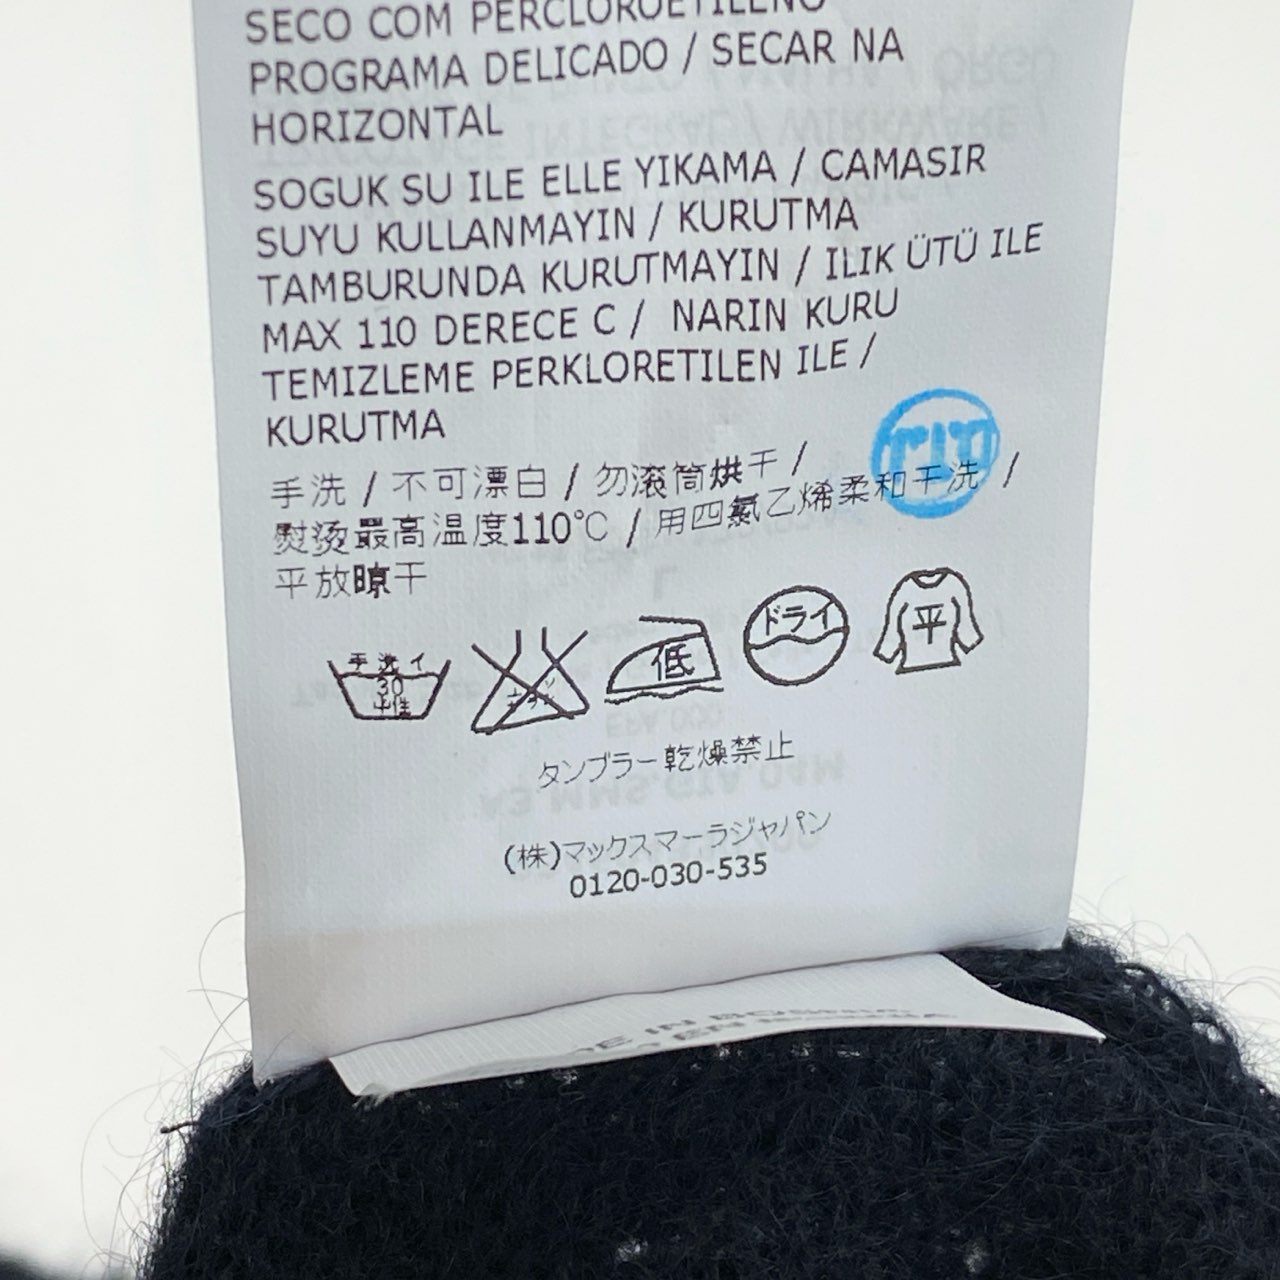 SECO COM PERCLOROETILENO
PROGRAMA DELICADO / SECAR NA
HORIZONTAL
SOGUK SU ILE ELLE YIKAMA / CAMASIR
SUYU KULLANMAYIN / KURUTMA
TAMBURUNDA KURUTMAYIN / ILIK ÜTÜ ILE
MAX 110 DERECE C / NARIN KURU
TEMIZLEME PERKLORETILEN ILE /
KURUTMA
手洗 / 不可漂白 / 勿滚筒烘干 /
熨烫最高温度110℃ / 用四氯乙烯柔和干洗 /
平放晾干
手洗イ
30
中性
低
ドライ
平
タンブラー乾燥禁止
(株)マックスマーラジャパン
0120-030-535